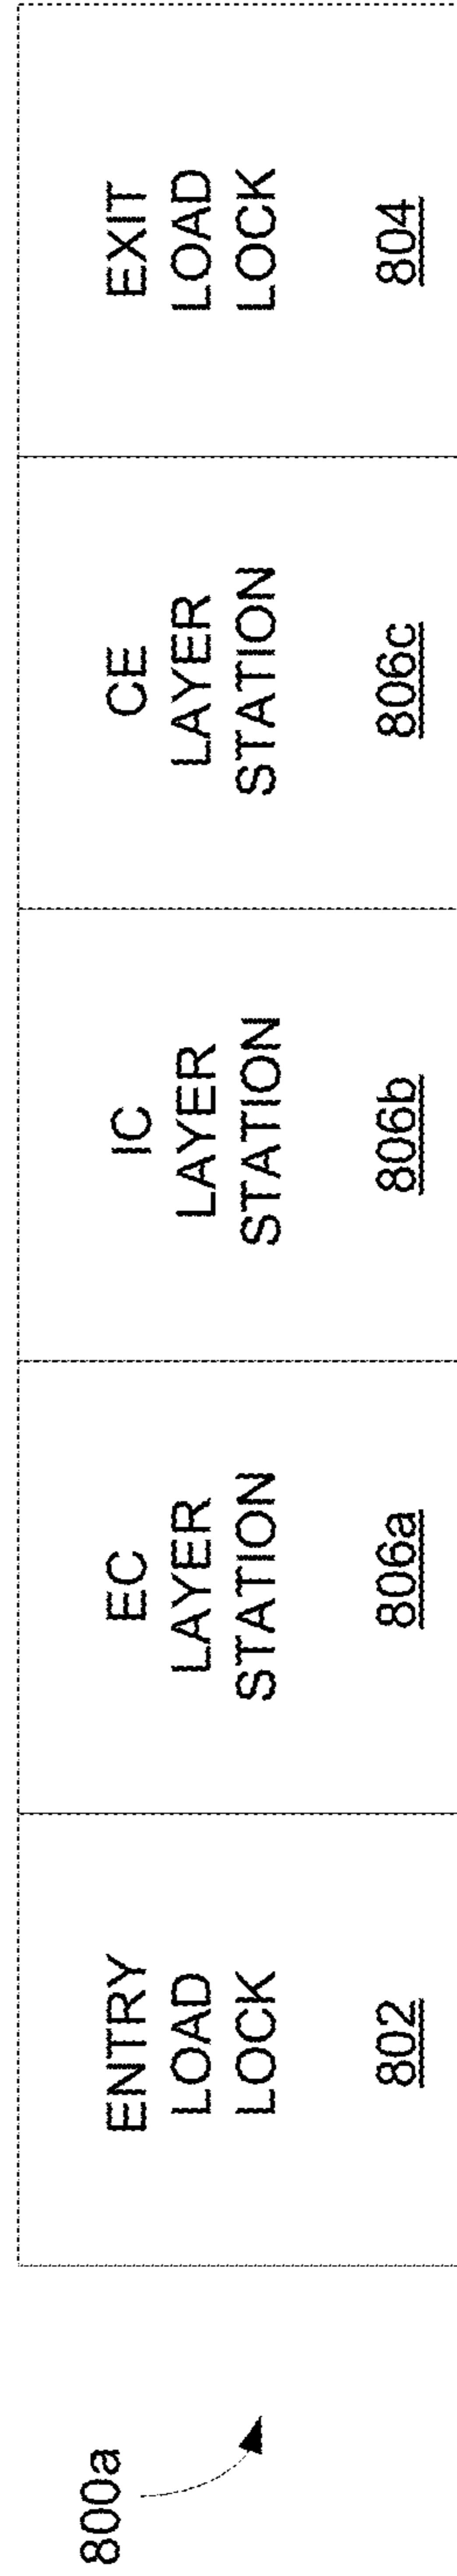 800a
ENTRY
LOAD
LOCK
802
EC
LAYER
STATION
806a
IC
LAYER
STATION
806b
CE
LAYER
STATION
806c
EXIT
LOAD
LOCK
804